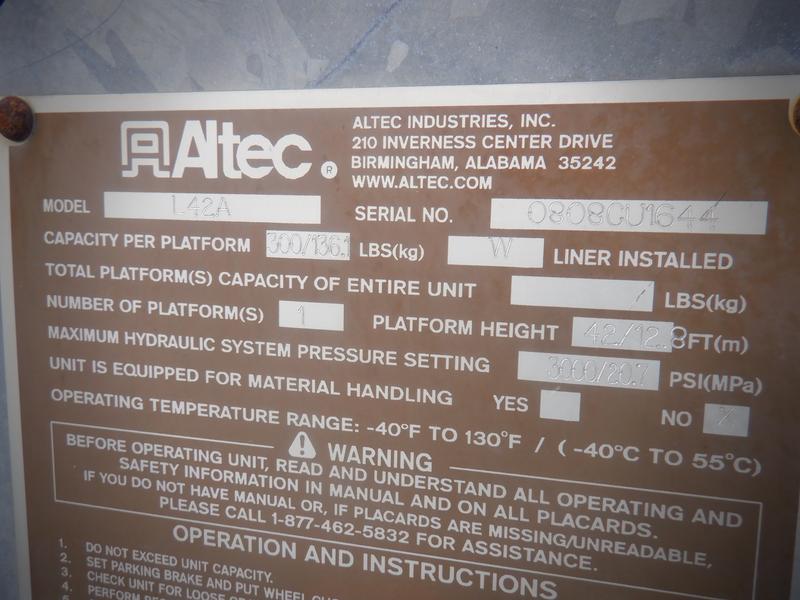 Altec®
ALTEC INDUSTRIES, INC.
210 INVERNESS CENTER DRIVE
BIRMINGHAM, ALABAMA 35242
WWW.ALTEC.COM
MODEL L42A SERIAL NO. 0808CU1644
CAPACITY PER PLATFORM 300/136.1 LBS(kg) W LINER INSTALLED
TOTAL PLATFORM(S) CAPACITY OF ENTIRE UNIT / LBS(kg)
NUMBER OF PLATFORM(S) 1 PLATFORM HEIGHT 42/12.8 FT(m)
MAXIMUM HYDRAULIC SYSTEM PRESSURE SETTING 3000/20.7 PSI(MPa)
UNIT IS EQUIPPED FOR MATERIAL HANDLING YES NO X
OPERATING TEMPERATURE RANGE: -40°F TO 130°F / (-40°C TO 55°C)
WARNING
BEFORE OPERATING UNIT, READ AND UNDERSTAND ALL OPERATING AND
SAFETY INFORMATION IN MANUAL AND ON ALL PLACARDS.
IF YOU DO NOT HAVE MANUAL OR, IF PLACARDS ARE MISSING/UNREADABLE,
PLEASE CALL 1-877-462-5832 FOR ASSISTANCE.
OPERATION AND INSTRUCTIONS
1. DO NOT EXCEED UNIT CAPACITY.
2. SET PARKING BRAKE AND PUT WHEEL
3. CHECK UNIT FOR LOOSE
4. PERFORM